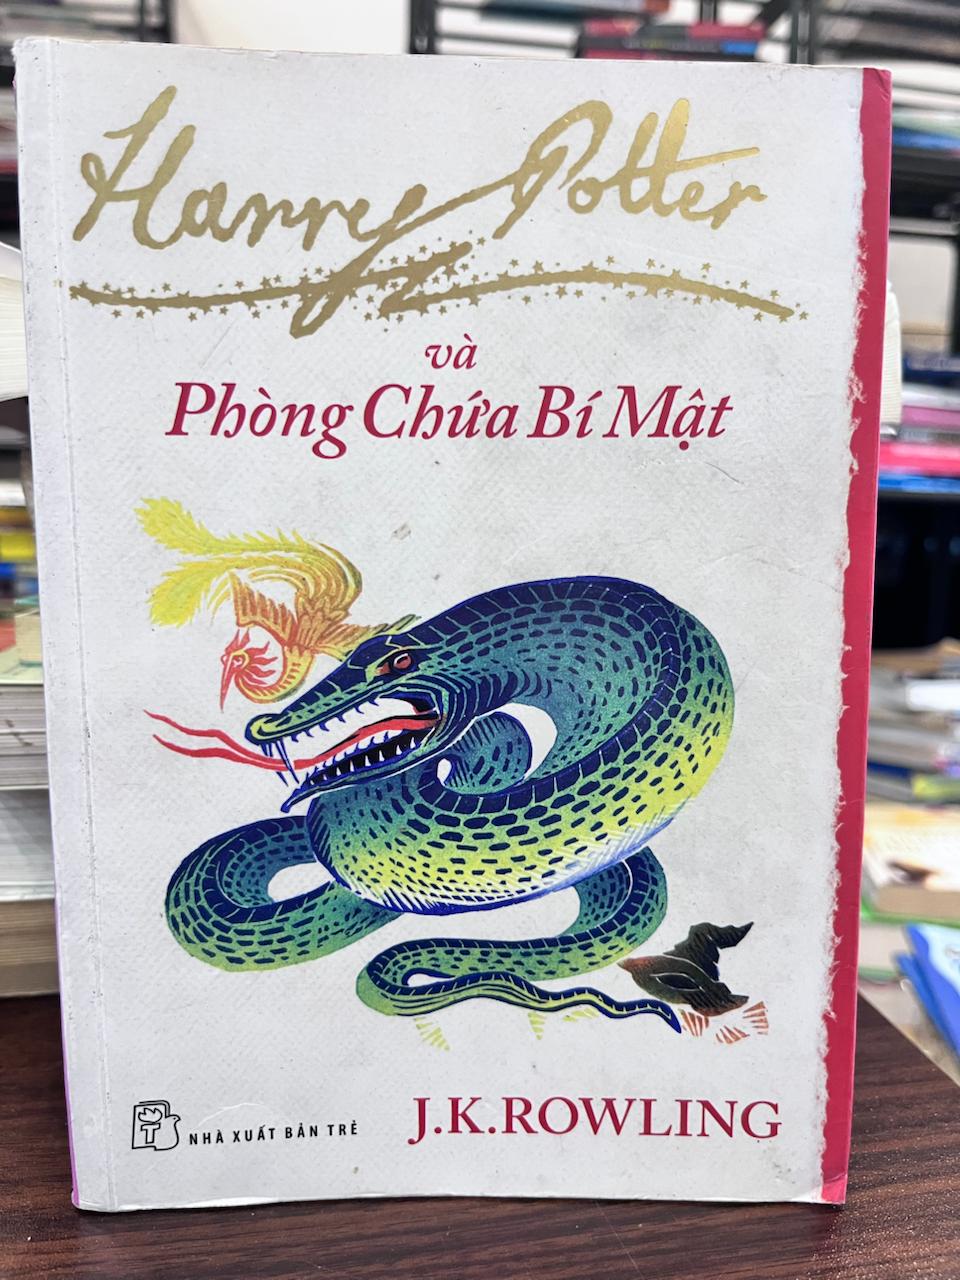 Harry Potter
và
Phòng Chứa Bí Mật
NHÀ XUẤT BẢN TRẺ
J.K.ROWLING